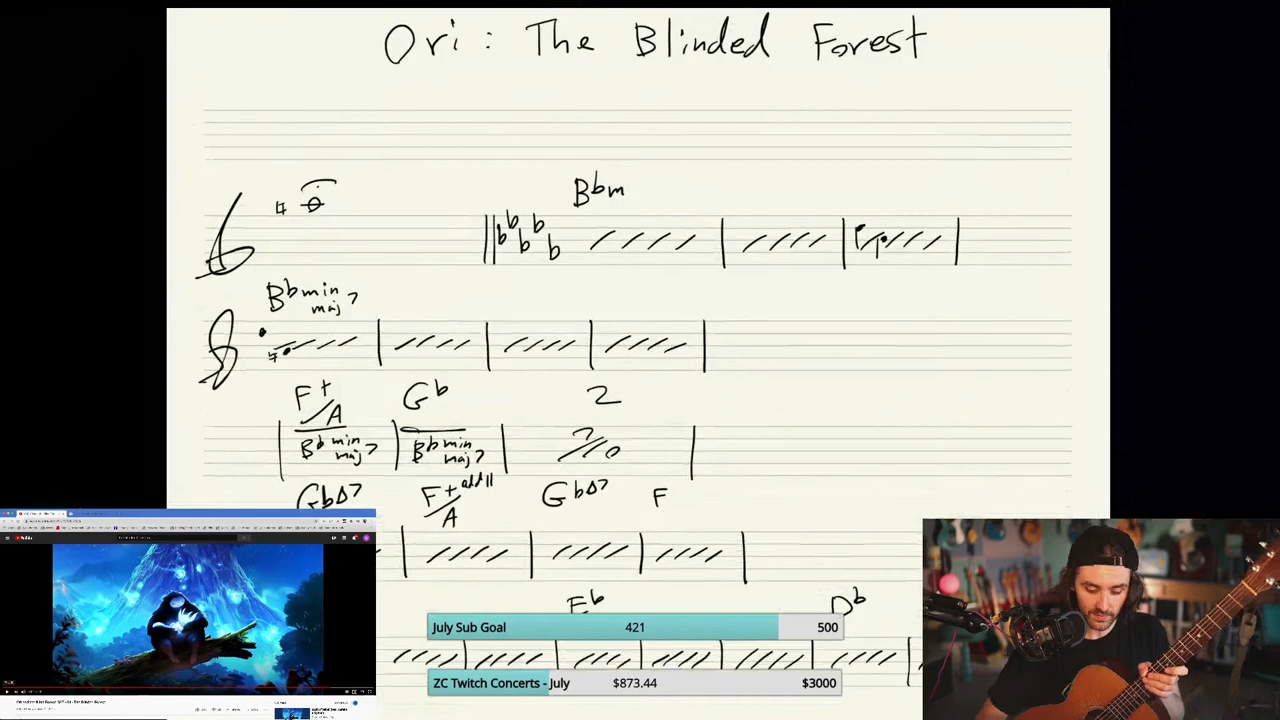 Ori: The Blinded Forest
Bbm
Bbmin maj7
F+/A Gb 2
Bbmin maj7 Bbmin maj7
GbΔ7 F+add11/A GbΔ7 F
Eb Db
July Sub Goal 421 500
ZC Twitch Concerts - July $873.44 $3000